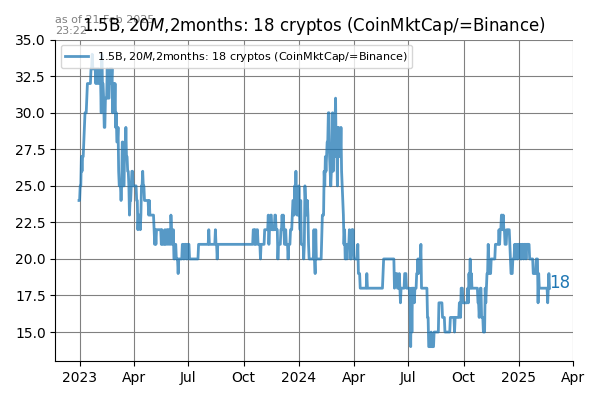 as of 21 Feb 2025
23:22
1.5B, 20M,2months: 18 cryptos (CoinMktCap/=Binance)
1.5B, 20M,2months: 18 cryptos (CoinMktCap/=Binance)
35.0
32.5
30.0
27.5
25.0
22.5
20.0
17.5
15.0
18
2023 Apr Jul Oct 2024 Apr Jul Oct 2025 Apr